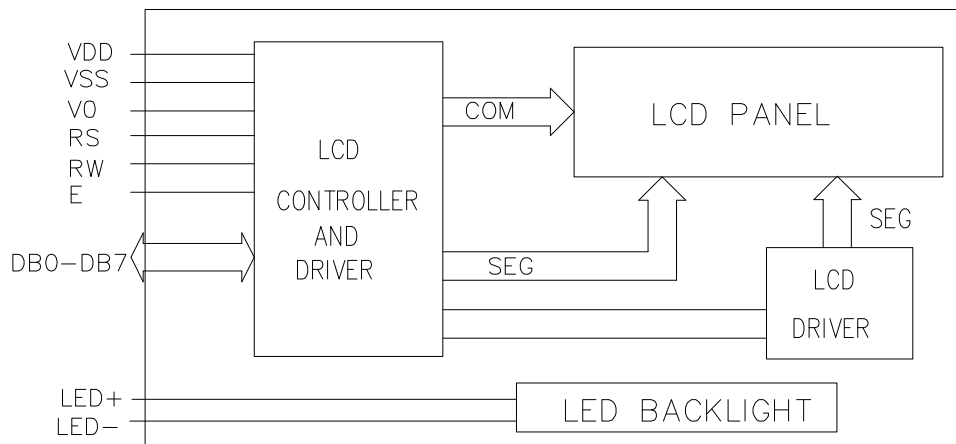 VDD
VSS
VO
RS
RW
E
DB0-DB7
LED+
LED-
LCD
CONTROLLER
AND
DRIVER
COM
SEG
LCD PANEL
SEG
LCD
DRIVER
LED BACKLIGHT